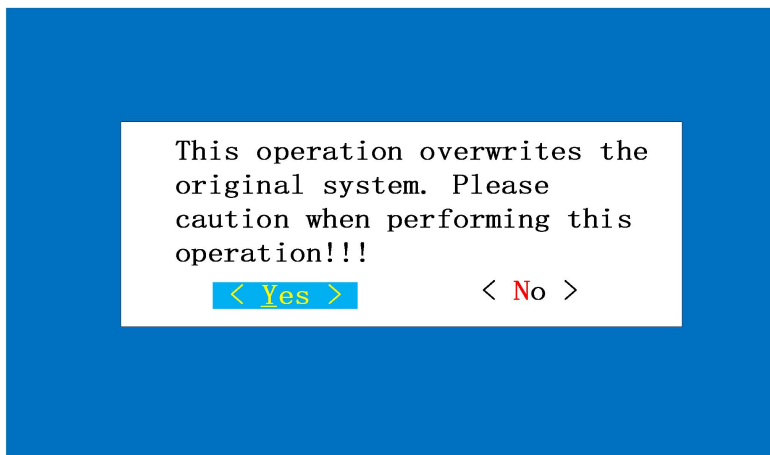 This operation overwrites the
original system. Please
caution when performing this
operation!!!
< Yes > < No >